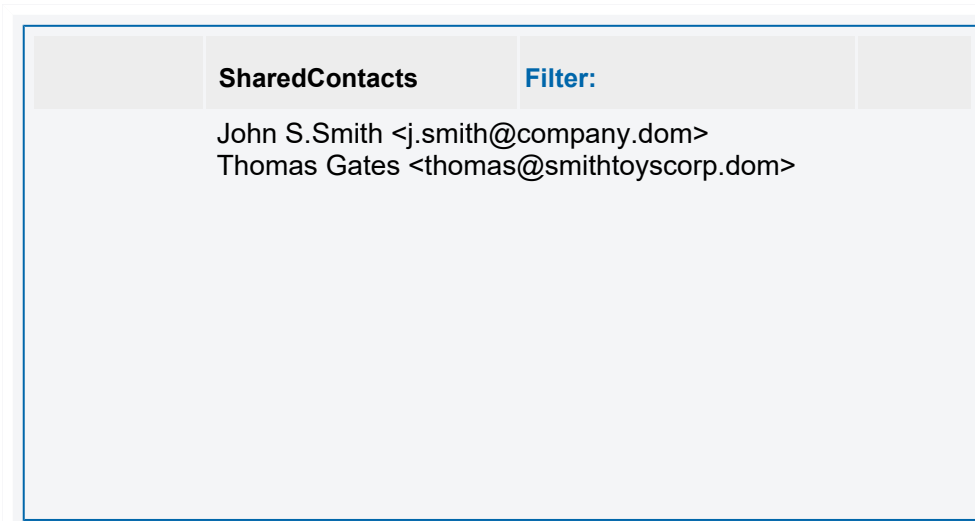 SharedContacts Filter:
John S.Smith <j.smith@company.dom>
Thomas Gates <thomas@smithtoyscorp.dom>